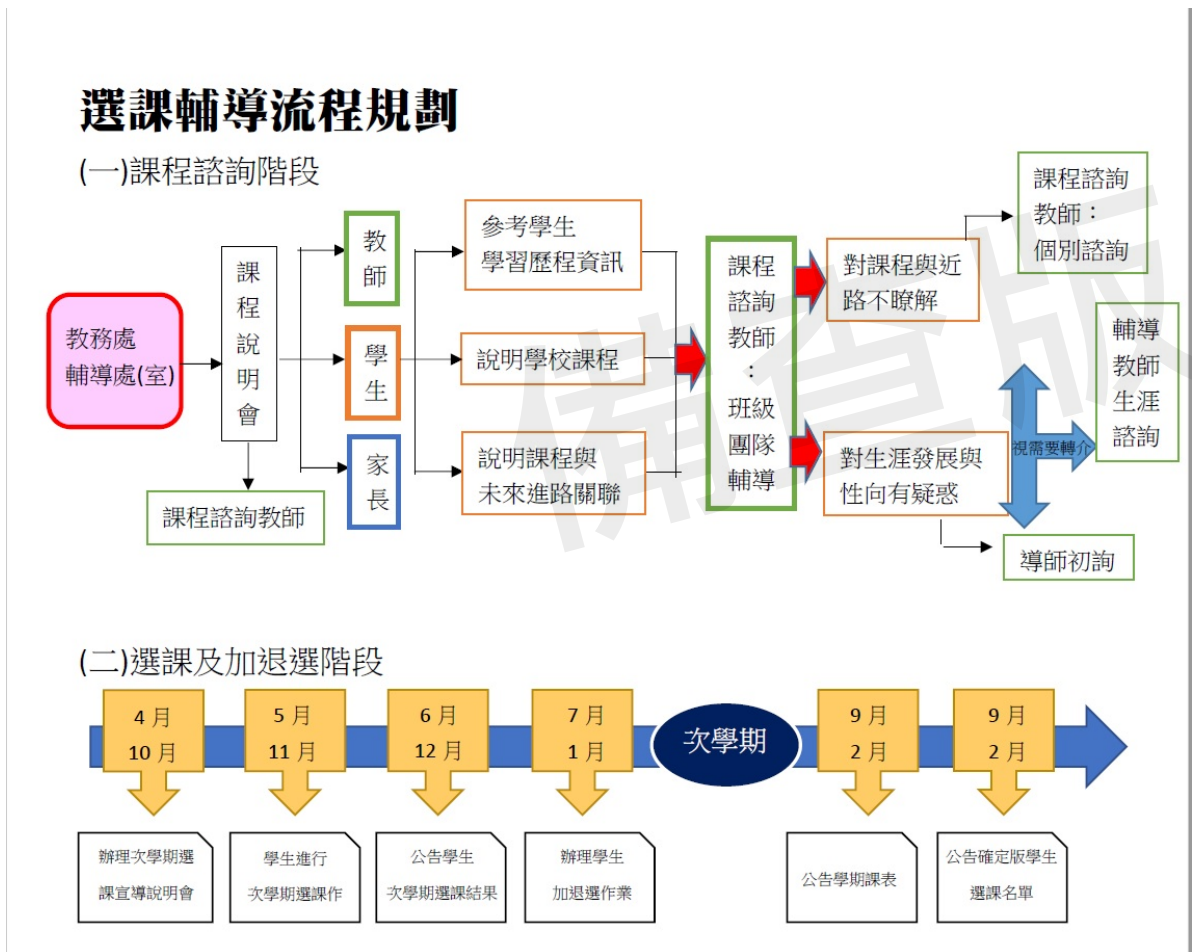 選課輔導流程規劃
(一)課程諮詢階段
教務處
輔導處(室)
課程說明會
課程諮詢教師
教師
學生
家長
參考學生
學習歷程資訊
說明學校課程
說明課程與
未來進路關聯
課程
諮詢
教師
：
班級
團隊
輔導
對課程與近
路不瞭解
對生涯發展與
性向有疑惑
課程諮詢
教師：
個別諮詢
視需要轉介
輔導
教師
生涯
諮詢
導師初詢
備查版
(二)選課及加退選階段
4 月
10 月
5 月
11 月
6 月
12 月
7 月
1 月
次學期
9 月
2 月
9 月
2 月
辦理次學期選
課宣導說明會
學生進行
次學期選課作
公告學生
次學期選課結果
辦理學生
加退選作業
公告學期課表
公告確定版學生
選課名單